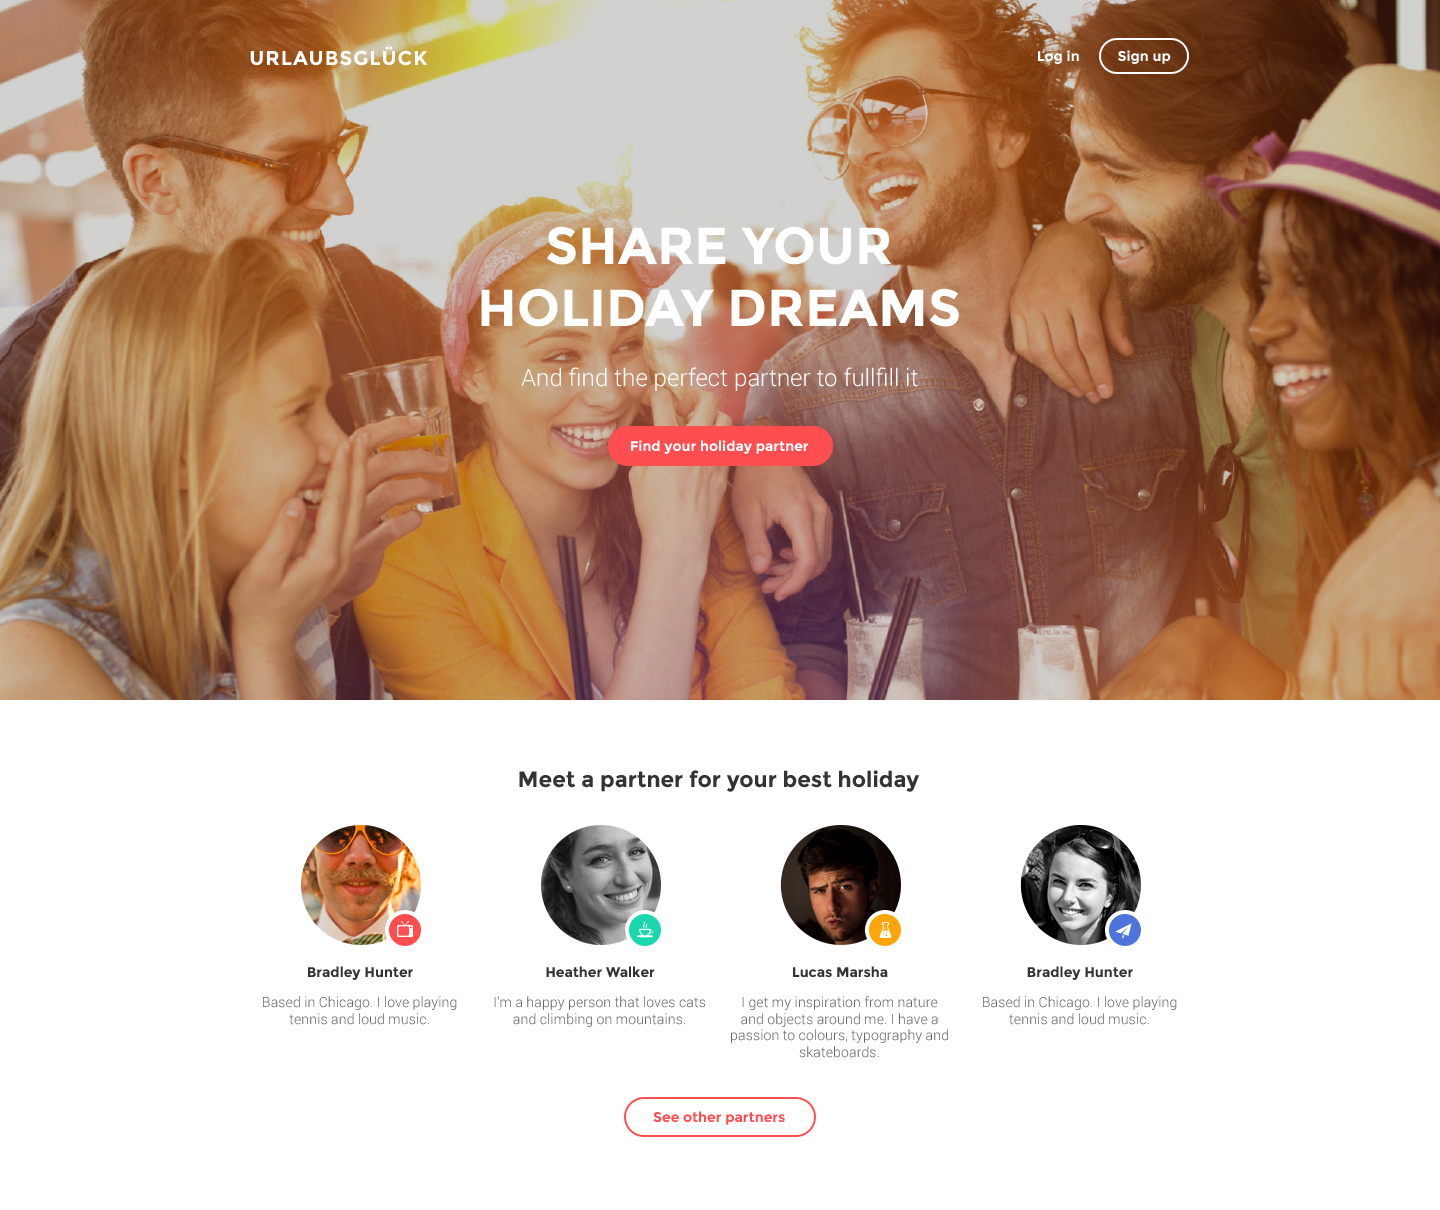 URLAUBSGLÜCK
Log in
Sign up
SHARE YOUR
HOLIDAY DREAMS
And find the perfect partner to fullfill it
Find your holiday partner
Meet a partner for your best holiday
Bradley Hunter
Based in Chicago. I love playing
tennis and loud music.
Heather Walker
I'm a happy person that loves cats
and climbing on mountains.
Lucas Marsha
I get my inspiration from nature
and objects around me. I have a
passion to colours, typography and
skateboards.
Bradley Hunter
Based in Chicago. I love playing
tennis and loud music.
See other partners